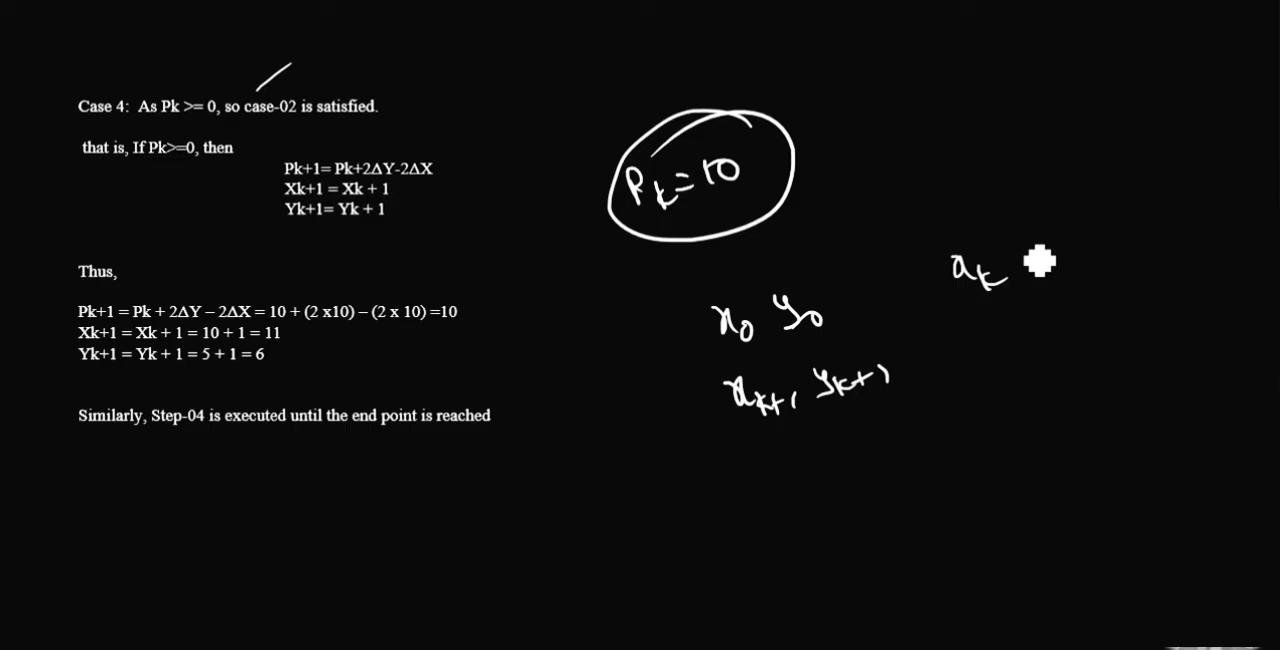 Case 4: As Pk >= 0, so case-02 is satisfied.
that is, If Pk>=0, then
Pk+1= Pk+2ΔY-2ΔX
Xk+1 = Xk + 1
Yk+1= Yk + 1
Thus,
Pk+1 = Pk + 2ΔY – 2ΔX = 10 + (2 x10) – (2 x 10) =10
Xk+1 = Xk + 1 = 10 + 1 = 11
Yk+1 = Yk + 1 = 5 + 1 = 6
Similarly, Step-04 is executed until the end point is reached
Pk = 10
xk
x0 y0
xk+1 yk+1